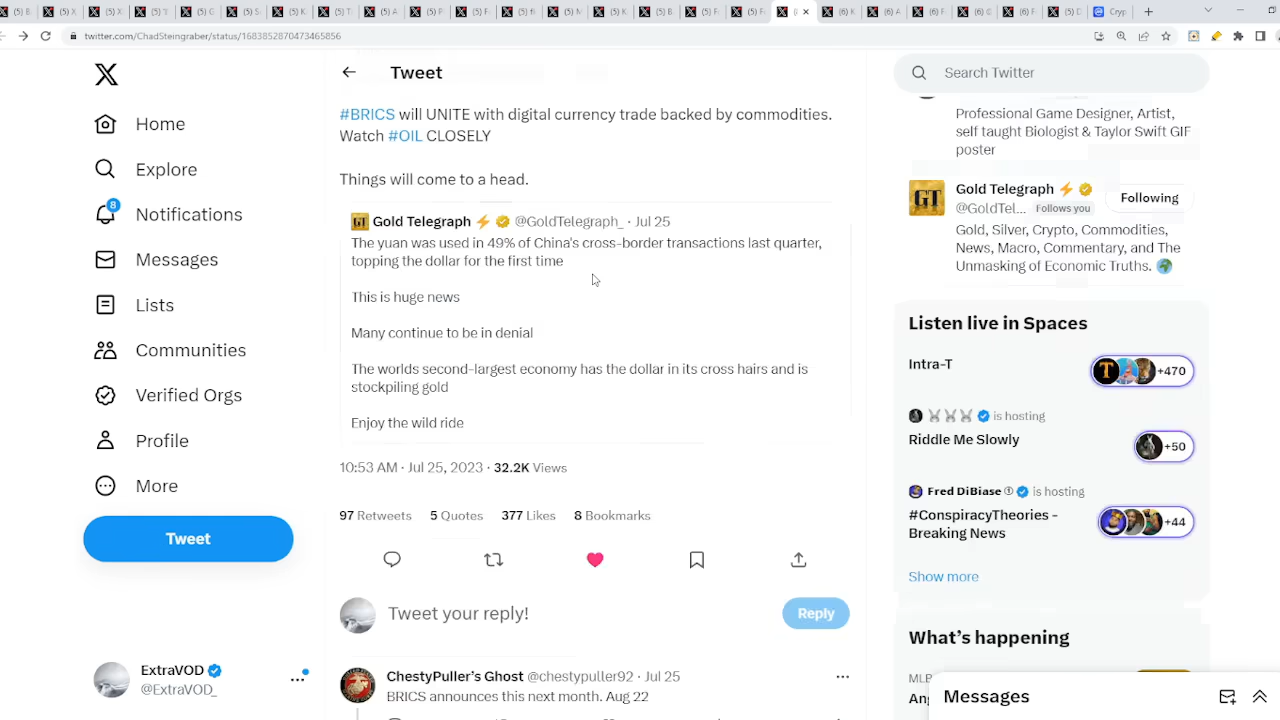 twitter.com/ChadSteingraber/status/1683852870473465856
Cryp
Home
Explore
8
Notifications
Messages
Lists
Communities
Verified Orgs
Profile
More
Tweet
ExtraVOD
@ExtraVOD_
Tweet
#BRICS will UNITE with digital currency trade backed by commodities.
Watch #OIL CLOSELY
Things will come to a head.
GT Gold Telegraph ⚡ @GoldTelegraph_ · Jul 25
The yuan was used in 49% of China's cross-border transactions last quarter,
topping the dollar for the first time
This is huge news
Many continue to be in denial
The worlds second-largest economy has the dollar in its cross hairs and is
stockpiling gold
Enjoy the wild ride
10:53 AM · Jul 25, 2023 · 32.2K Views
97 Retweets 5 Quotes 377 Likes 8 Bookmarks
Tweet your reply!
Reply
ChestyPuller's Ghost @chestypuller92 · Jul 25
BRICS announces this next month. Aug 22
Search Twitter
Professional Game Designer, Artist,
self taught Biologist & Taylor Swift GIF
poster
GT
Gold Telegraph ⚡
@GoldTel... Follows you
Following
Gold, Silver, Crypto, Commodities,
News, Macro, Commentary, and The
Unmasking of Economic Truths. 🌍
Listen live in Spaces
Intra-T
T +470
is hosting
Riddle Me Slowly
+50
Fred DiBiase is hosting
#ConspiracyTheories -
Breaking News
+44
Show more
What's happening
MLP
Ang
Messages